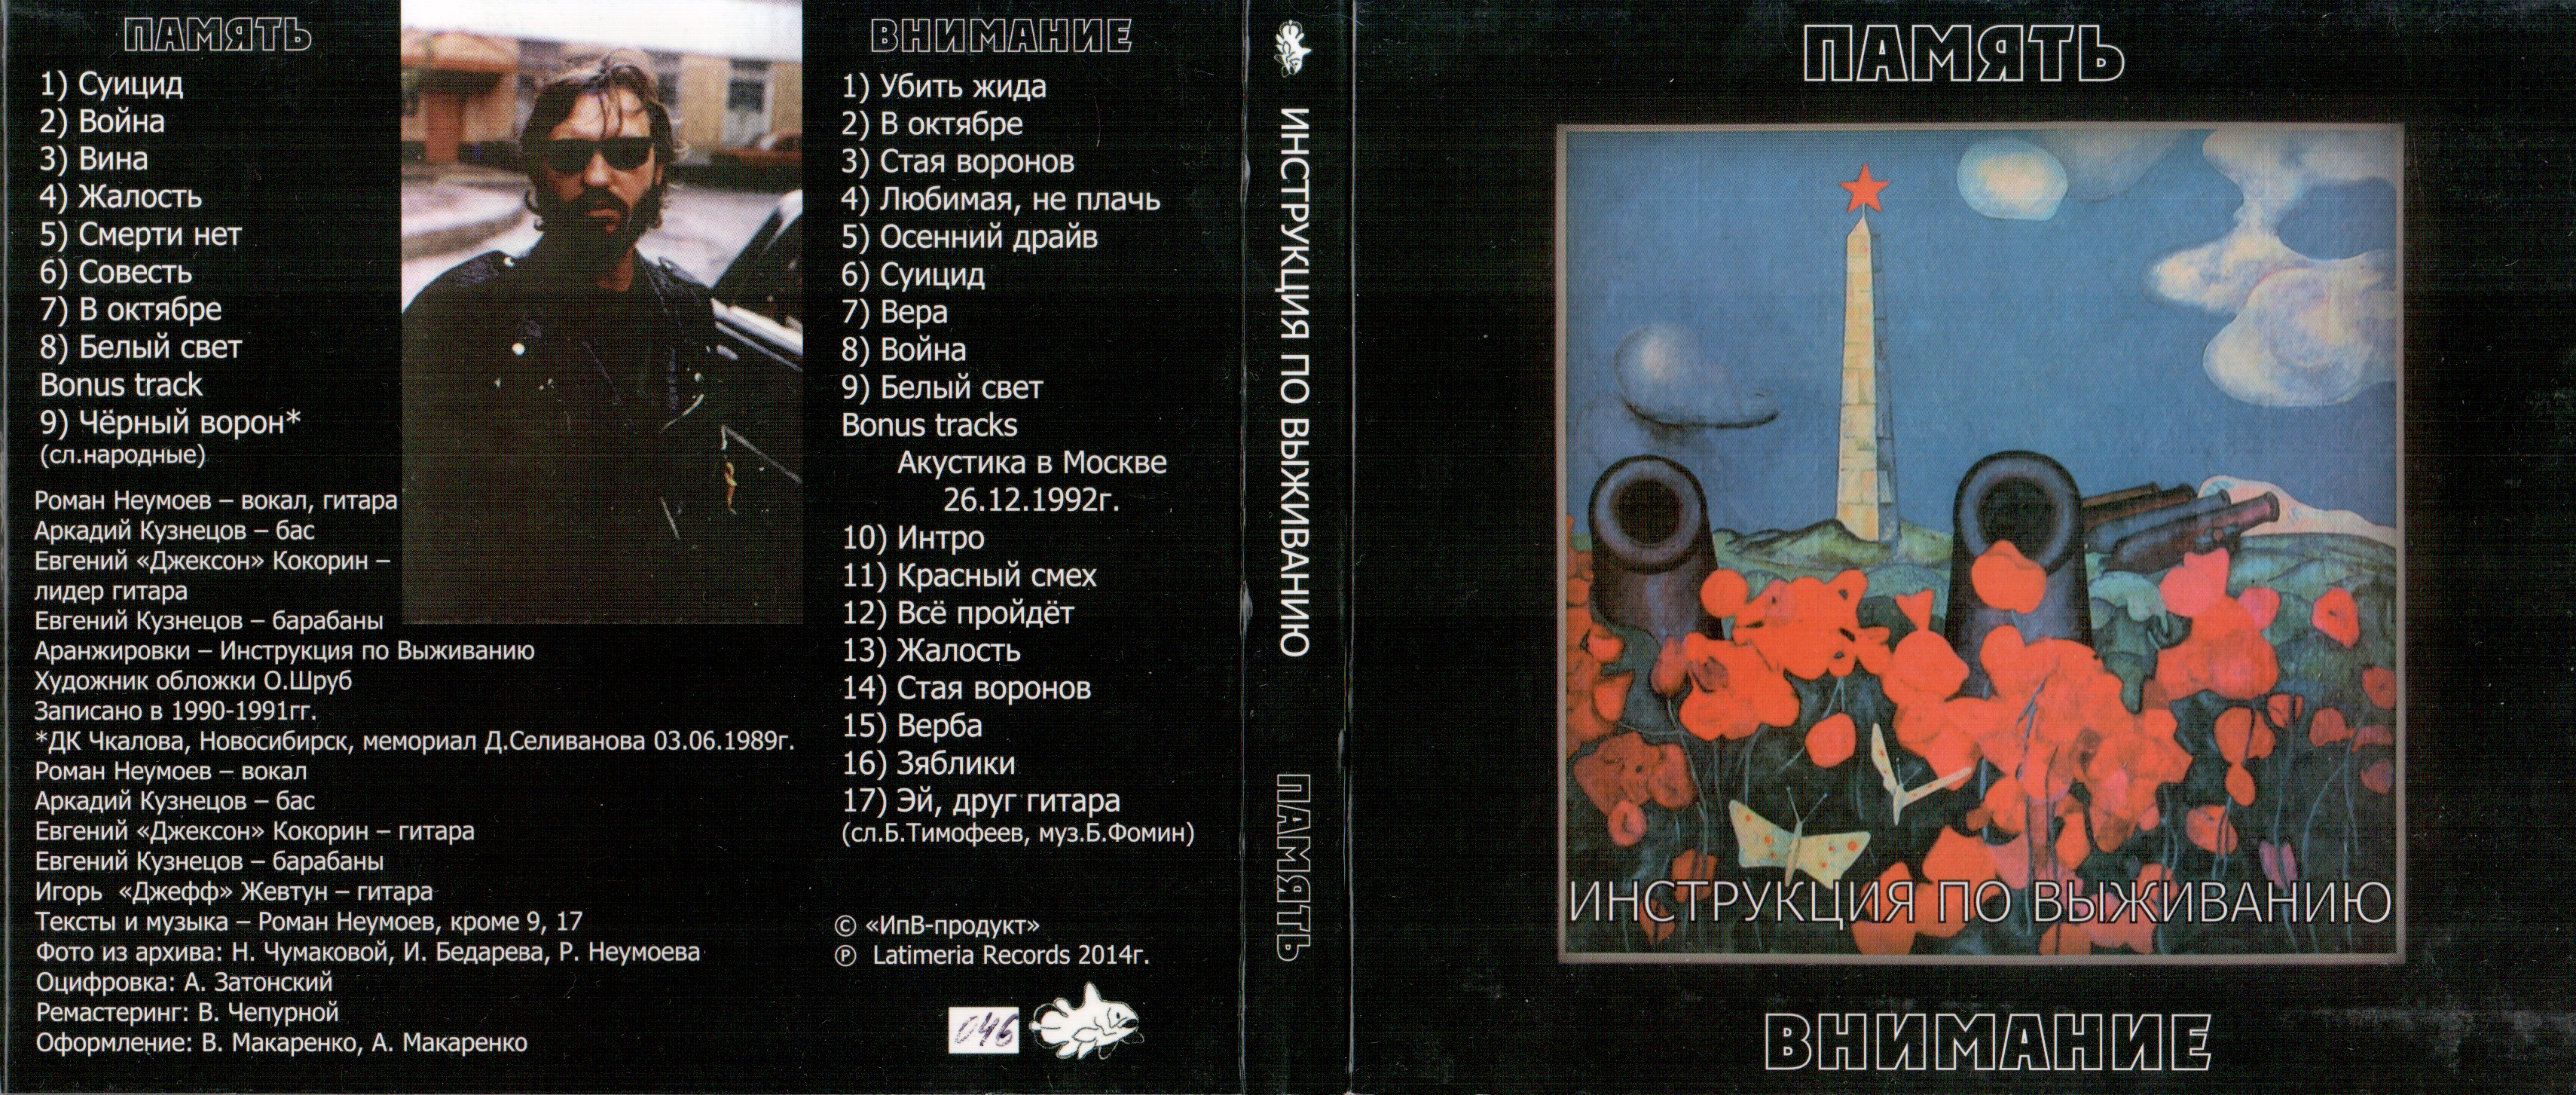 ПАМЯТЬ
1) Суицид
2) Война
3) Вина
4) Жалость
5) Смерти нет
6) Совесть
7) В октябре
8) Белый свет
Bonus track
9) Чёрный ворон*
(сл.народные)
Роман Неумоев – вокал, гитара
Аркадий Кузнецов – бас
Евгений «Джексон» Кокорин –
лидер гитара
Евгений Кузнецов – барабаны
Аранжировки – Инструкция по Выживанию
Художник обложки О.Шруб
Записано в 1990-1991гг.
*ДК Чкалова, Новосибирск, мемориал Д.Селиванова 03.06.1989г.
Роман Неумоев – вокал
Аркадий Кузнецов – бас
Евгений «Джексон» Кокорин – гитара
Евгений Кузнецов – барабаны
Игорь «Джефф» Жевтун – гитара
Тексты и музыка – Роман Неумоев, кроме 9, 17
Фото из архива: Н. Чумаковой, И. Бедарева, Р. Неумоева
Оцифровка: А. Затонский
Ремастеринг: В. Чепурной
Оформление: В. Макаренко, А. Макаренко
ВНИМАНИЕ
1) Убить жида
2) В октябре
3) Стая воронов
4) Любимая, не плачь
5) Осенний драйв
6) Суицид
7) Вера
8) Война
9) Белый свет
Bonus tracks
Акустика в Москве
26.12.1992г.
10) Интро
11) Красный смех
12) Всё пройдёт
13) Жалость
14) Стая воронов
15) Верба
16) Зяблики
17) Эй, друг гитара
(сл.Б.Тимофеев, муз.Б.Фомин)
© «ИпВ-продукт»
℗ Latimeria Records 2014г.
046
ИНСТРУКЦИЯ ПО ВЫЖИВАНИЮ
ПАМЯТЬ
ПАМЯТЬ
ИНСТРУКЦИЯ ПО ВЫЖИВАНИЮ
ВНИМАНИЕ